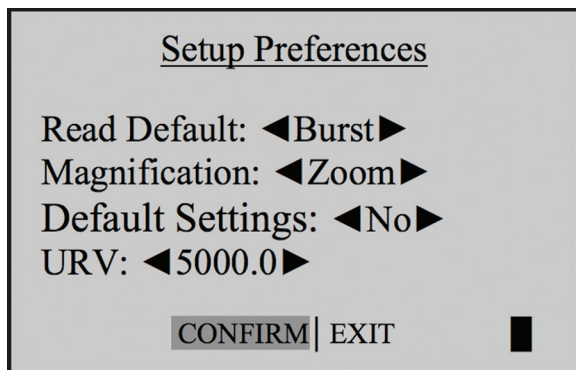 Setup Preferences
Read Default: ◀Burst▶
Magnification: ◀Zoom▶
Default Settings: ◀No▶
URV: ◀5000.0▶
CONFIRM| EXIT